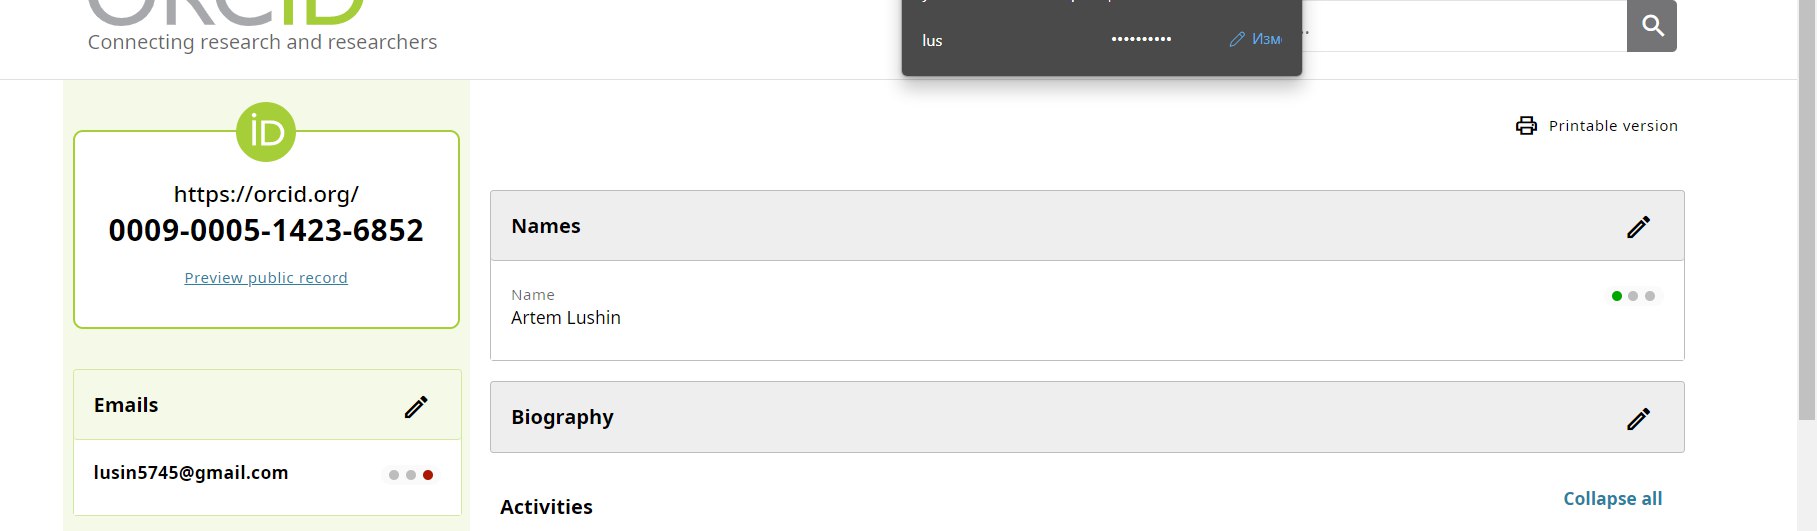 ORCID
Connecting research and researchers
lus •••••••••• Изм
iD
https://orcid.org/
0009-0005-1423-6852
Preview public record
Emails
lusin5745@gmail.com
Printable version
Names
Name
Artem Lushin
Biography
Activities
Collapse all